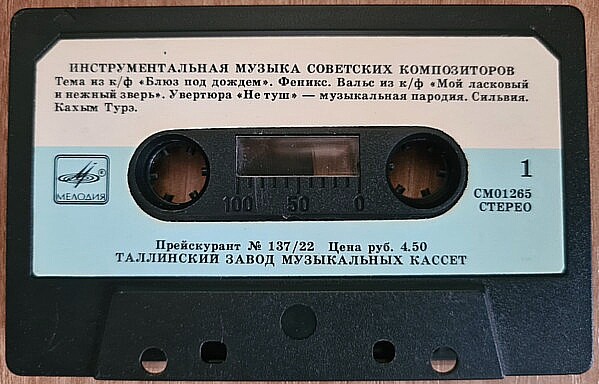 ИНСТРУМЕНТАЛЬНАЯ МУЗЫКА СОВЕТСКИХ КОМПОЗИТОРОВ
Тема из к/ф «Блюз под дождем». Феникс. Вальс из к/ф «Мой ласковый
и нежный зверь». Увертюра «Не туш» — музыкальная пародия. Сильвия.
Кахым Турэ.
1
®
МЕЛОДИЯ
СМ01265
СТЕРЕО
100 50 0
Прейскурант № 137/22 Цена руб. 4.50
ТАЛЛИНСКИЙ ЗАВОД МУЗЫКАЛЬНЫХ КАССЕТ